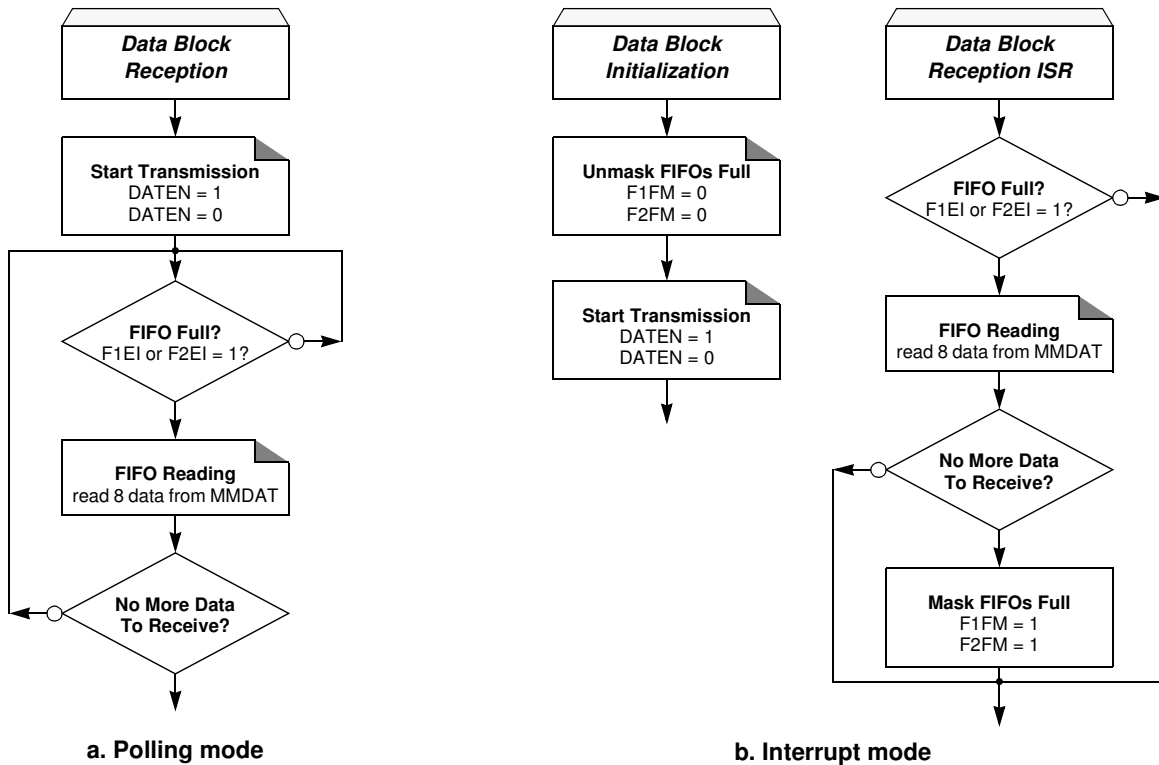 Data Block
Reception
Start Transmission
DATEN = 1
DATEN = 0
FIFO Full?
F1EI or F2EI = 1?
FIFO Reading
read 8 data from MMDAT
No More Data
To Receive?
a. Polling mode
Data Block
Initialization
Unmask FIFOs Full
F1FM = 0
F2FM = 0
Start Transmission
DATEN = 1
DATEN = 0
Data Block
Reception ISR
FIFO Full?
F1EI or F2EI = 1?
FIFO Reading
read 8 data from MMDAT
No More Data
To Receive?
Mask FIFOs Full
F1FM = 1
F2FM = 1
b. Interrupt mode